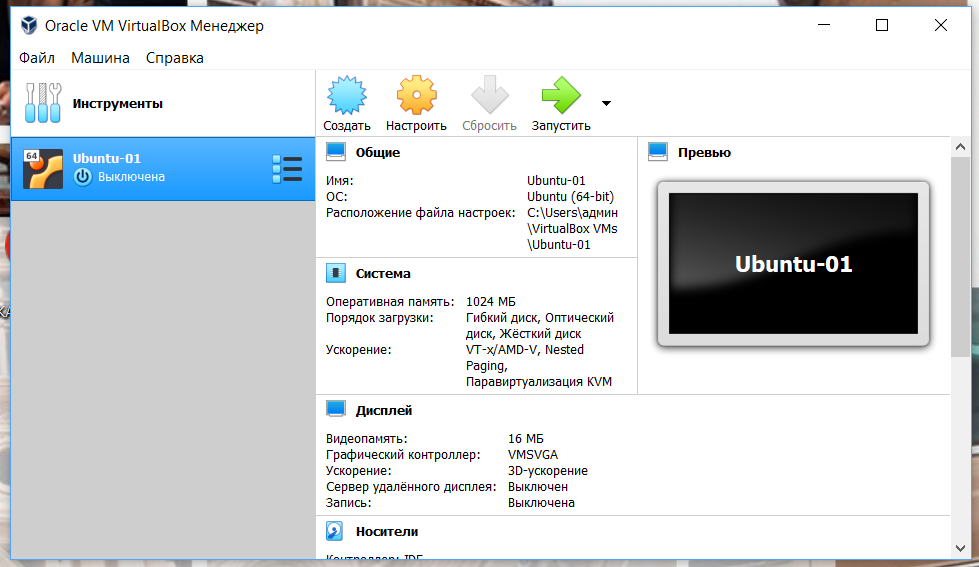 Oracle VM VirtualBox Менеджер
Файл Машина Справка
Инструменты
Создать Настроить Сбросить Запустить
64
Ubuntu-01
Выключена
Общие
Имя: Ubuntu-01
ОС: Ubuntu (64-bit)
Расположение файла настроек: C:\Users\админ
\VirtualBox VMs
\Ubuntu-01
Превью
Ubuntu-01
Система
Оперативная память: 1024 МБ
Порядок загрузки: Гибкий диск, Оптический
диск, Жёсткий диск
Ускорение: VT-x/AMD-V, Nested
Paging,
Паравиртуализация KVM
Дисплей
Видеопамять: 16 МБ
Графический контроллер: VMSVGA
Ускорение: 3D-ускорение
Сервер удалённого дисплея: Выключен
Запись: Выключена
Носители
Контроллер: IDE